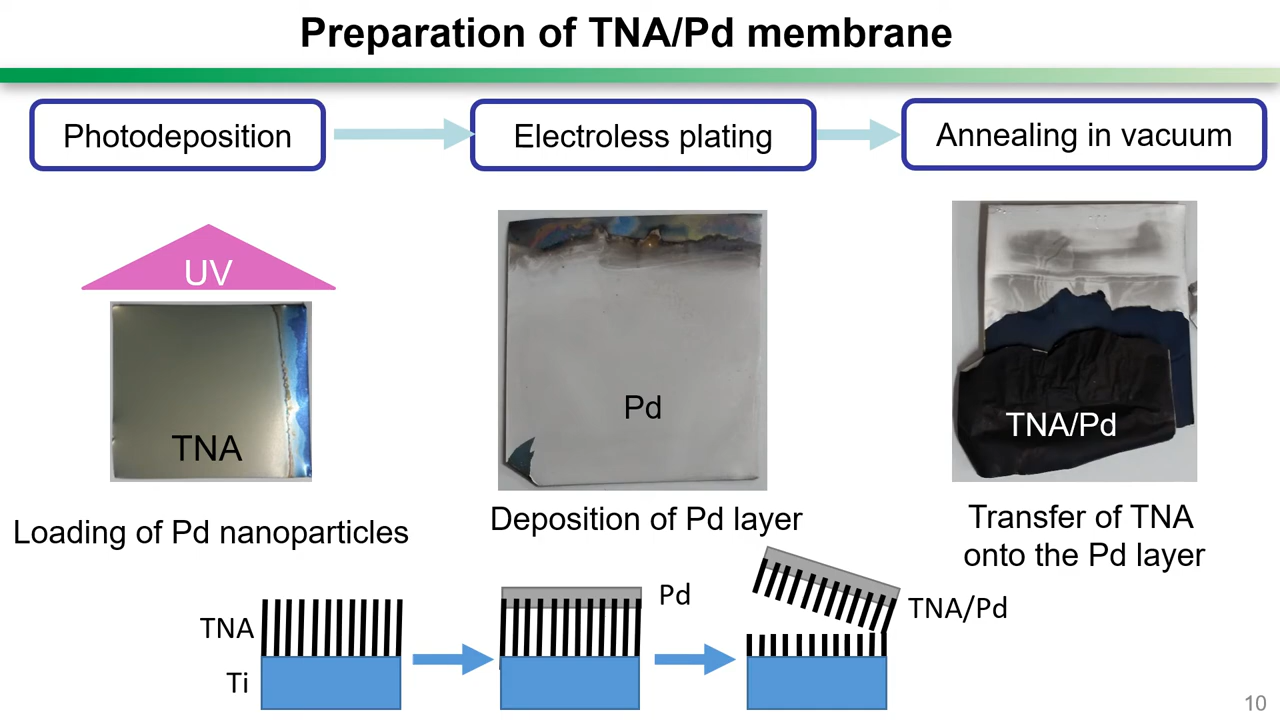 Preparation of TNA/Pd membrane
Photodeposition
Electroless plating
Annealing in vacuum
UV
TNA
Pd
TNA/Pd
Loading of Pd nanoparticles
Deposition of Pd layer
Transfer of TNA
onto the Pd layer
TNA
Ti
Pd
TNA/Pd
10